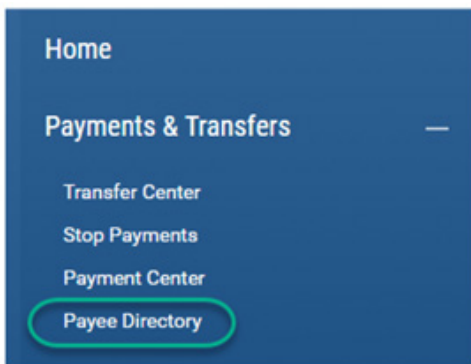 Home
Payments & Transfers
Transfer Center
Stop Payments
Payment Center
Payee Directory